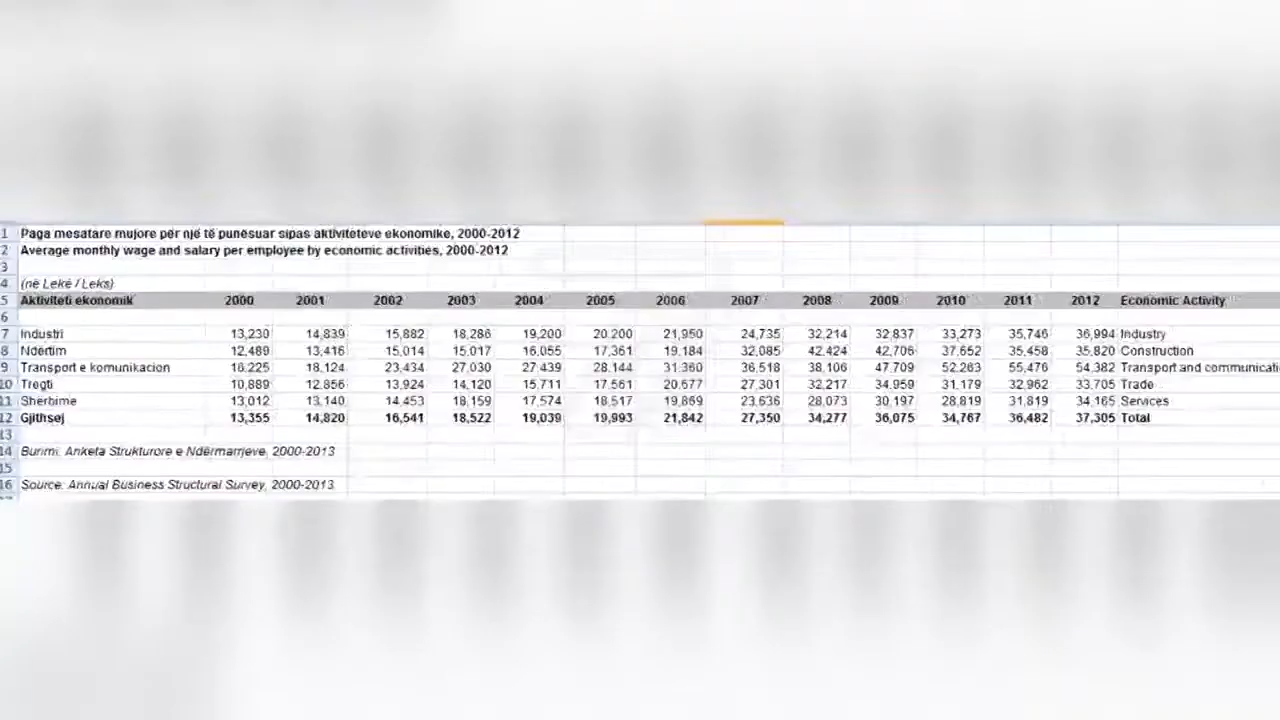 1 Paga mesatare mujore për një të punësuar sipas aktiviteteve ekonomike, 2000-2012
2 Average monthly wage and salary per employee by economic activities, 2000-2012
3
4 (në Lekë / Leks)
5 Aktiviteti ekonomik 2000 2001 2002 2003 2004 2005 2006 2007 2008 2009 2010 2011 2012 Economic Activity
6
7 Industri 13,230 14,839 15,882 18,286 19,200 20,200 21,950 24,735 32,214 32,837 33,273 35,746 36,994 Industry
8 Ndërtim 12,489 13,416 15,014 15,017 16,055 17,361 19,184 32,085 42,424 42,706 37,652 35,458 35,820 Construction
9 Transport e komunikacion 16,225 18,124 23,434 27,030 27,439 28,144 31,360 36,518 38,106 47,709 52,263 55,476 54,382 Transport and communicati
10 Tregti 10,889 12,856 13,924 14,120 15,711 17,561 20,677 27,301 32,217 34,959 31,179 32,962 33,705 Trade
11 Shërbime 13,012 13,140 14,453 18,159 17,574 18,517 19,869 23,636 28,073 30,197 28,819 31,819 34,165 Services
12 Gjithsej 13,355 14,820 16,541 18,522 19,039 19,993 21,842 27,350 34,277 36,075 34,767 36,482 37,305 Total
13
14 Burimi: Anketa Strukturore e Ndërmarrjeve, 2000-2013
15
16 Source: Annual Business Structural Survey, 2000-2013